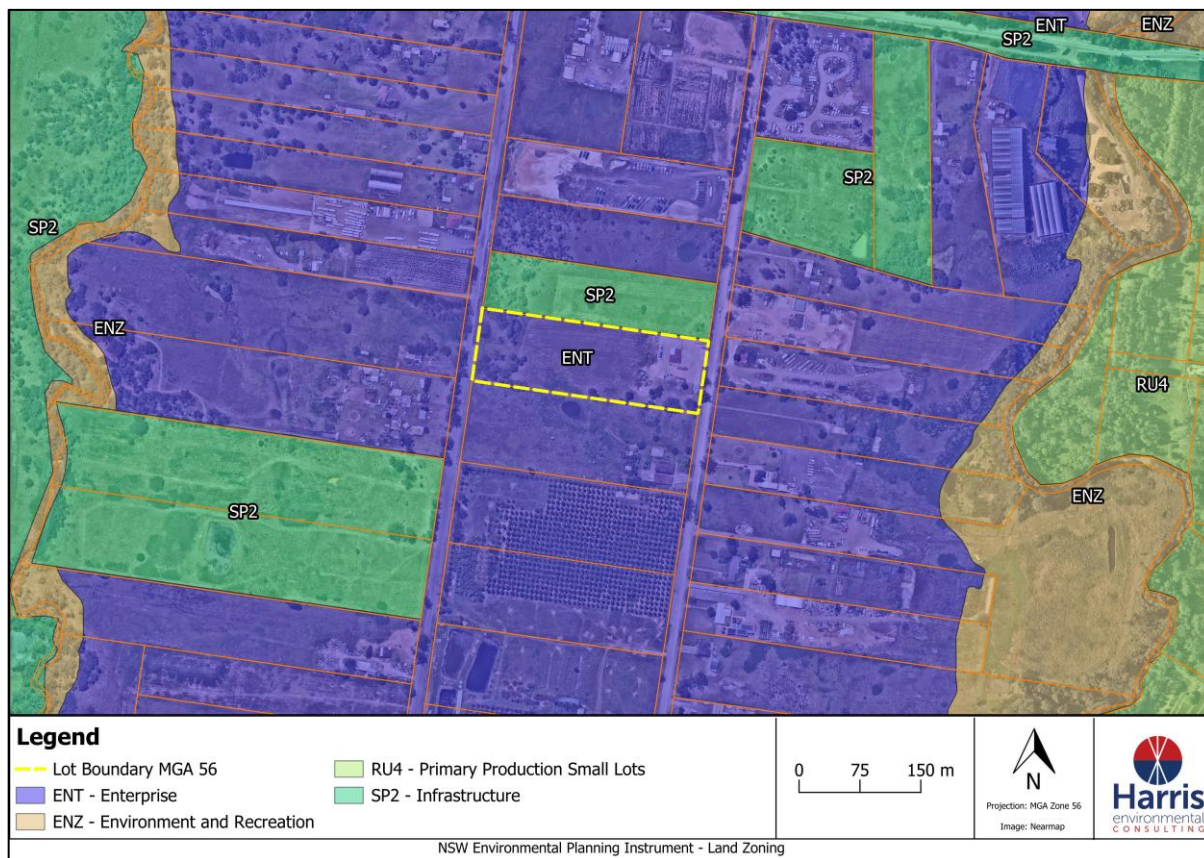 ENT
SP2
ENZ
SP2
SP2
SP2
ENZ
ENT
RU4
ENZ
SP2
Legend
Lot Boundary MGA 56
ENT - Enterprise
ENZ - Environment and Recreation
RU4 - Primary Production Small Lots
SP2 - Infrastructure
0 75 150 m
N
Projection: MGA Zone 56
Image: Nearmap
Harris
environmental
CONSULTING
NSW Environmental Planning Instrument - Land Zoning